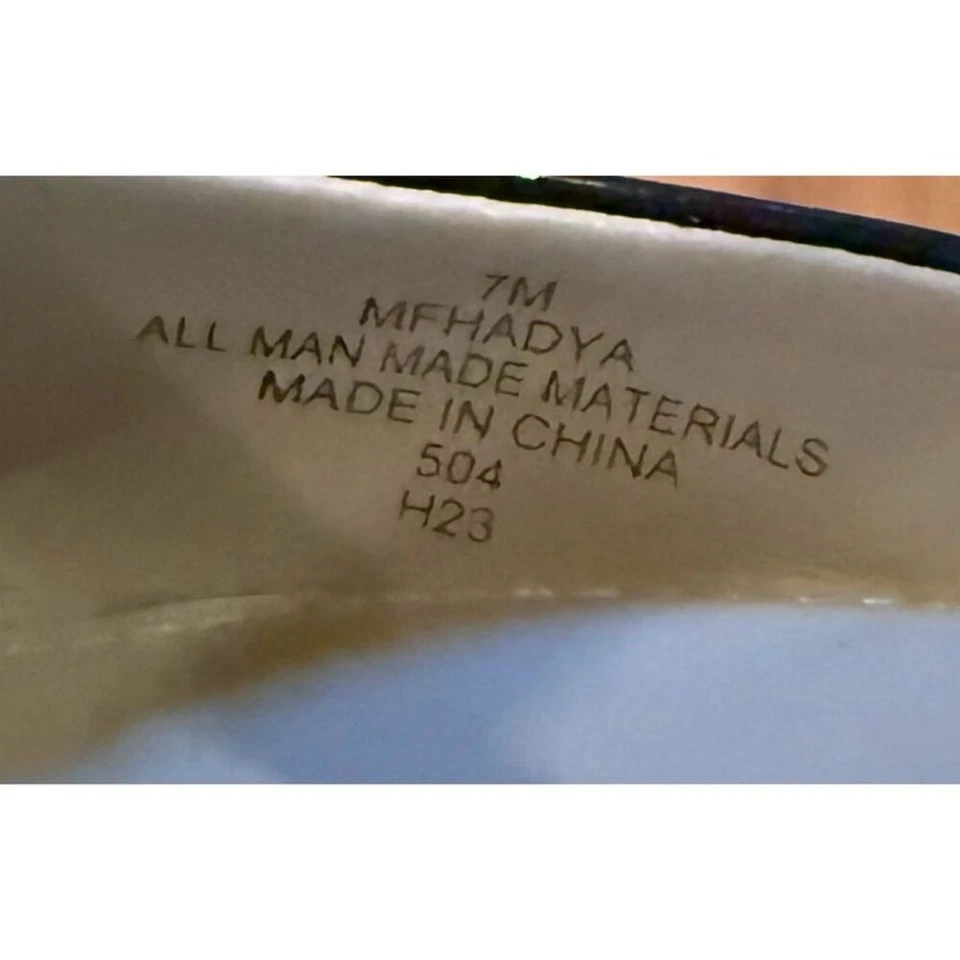 7M
MFHADYA
ALL MAN MADE MATERIALS
MADE IN CHINA
504
H23